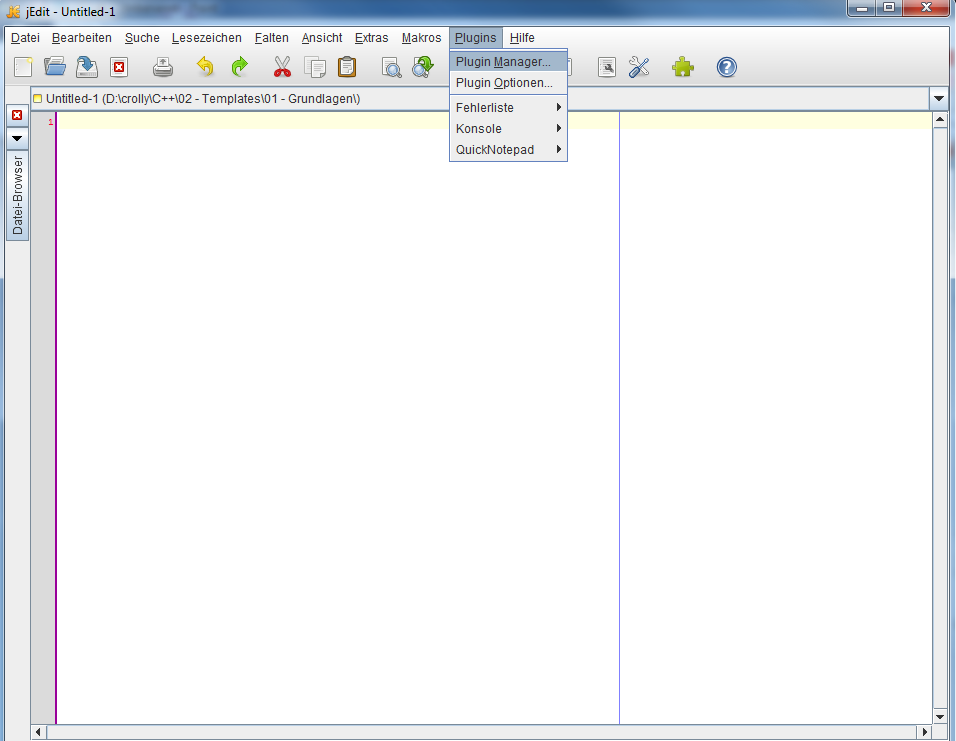 jEdit - Untitled-1
Datei Bearbeiten Suche Lesezeichen Falten Ansicht Extras Makros Plugins Hilfe
Plugin Manager...
Plugin Optionen...
Fehlerliste
Konsole
QuickNotepad
Untitled-1 (D:\crolly\C++\02 - Templates\01 - Grundlagen\)
1
Datei-Browser